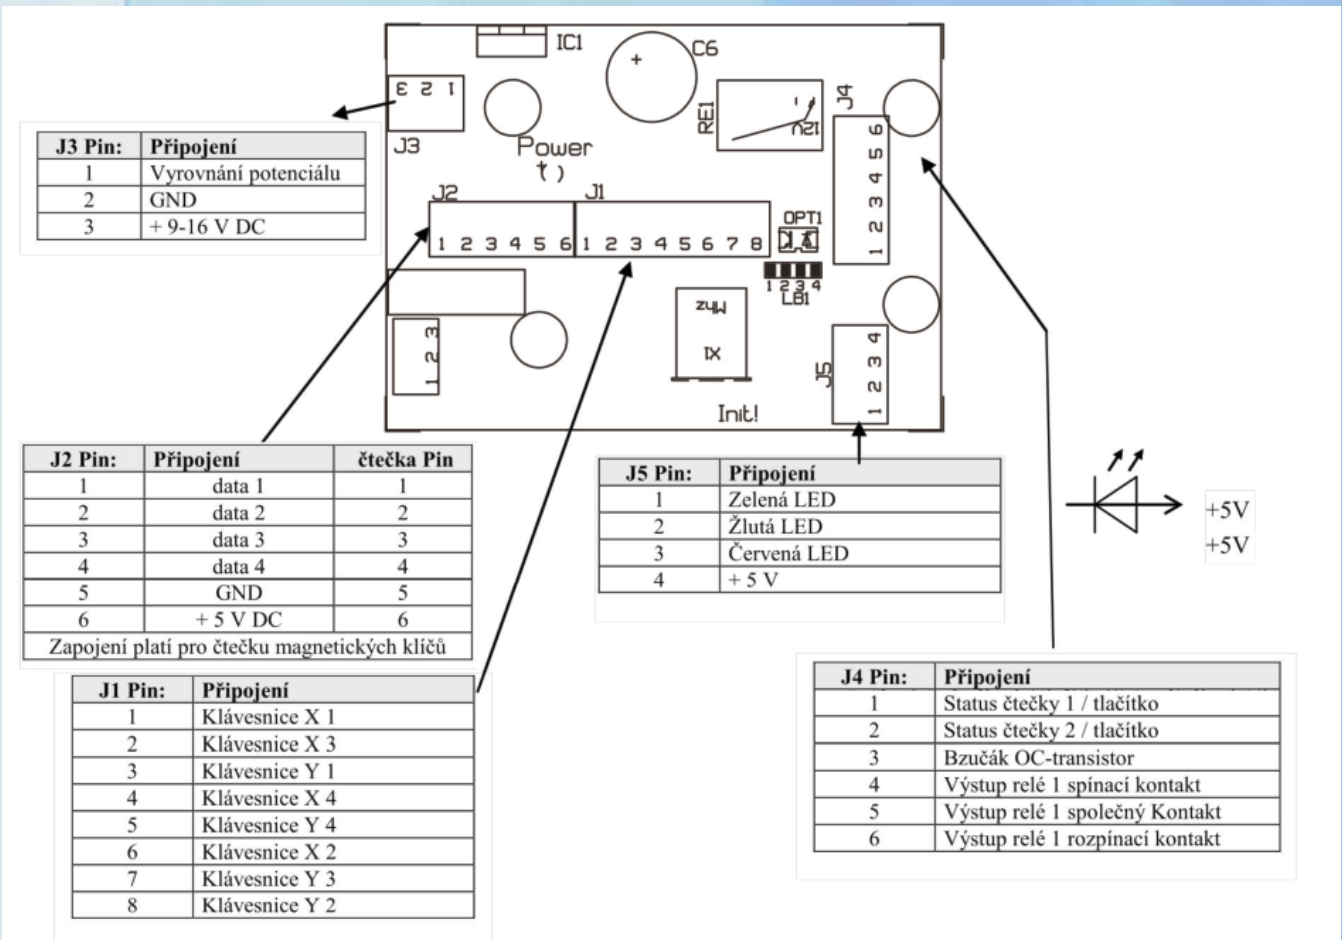 IC1
C6
3 2 1
J3
Power
RE1
12V
J4
6
5
4
3
2
1
J2
J1
1 2 3 4 5 6
1 2 3 4 5 6 7 8
OPT1
1 2 3 4
LB1
Mhz
X1
3
2
1
J5
4
3
2
1
Init!
J3 Pin: Připojení
1 Vyrovnání potenciálu
2 GND
3 + 9-16 V DC
J2 Pin: Připojení čtečka Pin
1 data 1 1
2 data 2 2
3 data 3 3
4 data 4 4
5 GND 5
6 + 5 V DC 6
Zapojení platí pro čtečku magnetických klíčů
J5 Pin: Připojení
1 Zelená LED
2 Žlutá LED
3 Červená LED
4 + 5 V
+5V
+5V
J1 Pin: Připojení
1 Klávesnice X 1
2 Klávesnice X 3
3 Klávesnice Y 1
4 Klávesnice X 4
5 Klávesnice Y 4
6 Klávesnice X 2
7 Klávesnice Y 3
8 Klávesnice Y 2
J4 Pin: Připojení
1 Status čtečky 1 / tlačítko
2 Status čtečky 2 / tlačítko
3 Bzučák OC-transistor
4 Výstup relé 1 spínací kontakt
5 Výstup relé 1 společný Kontakt
6 Výstup relé 1 rozpínací kontakt